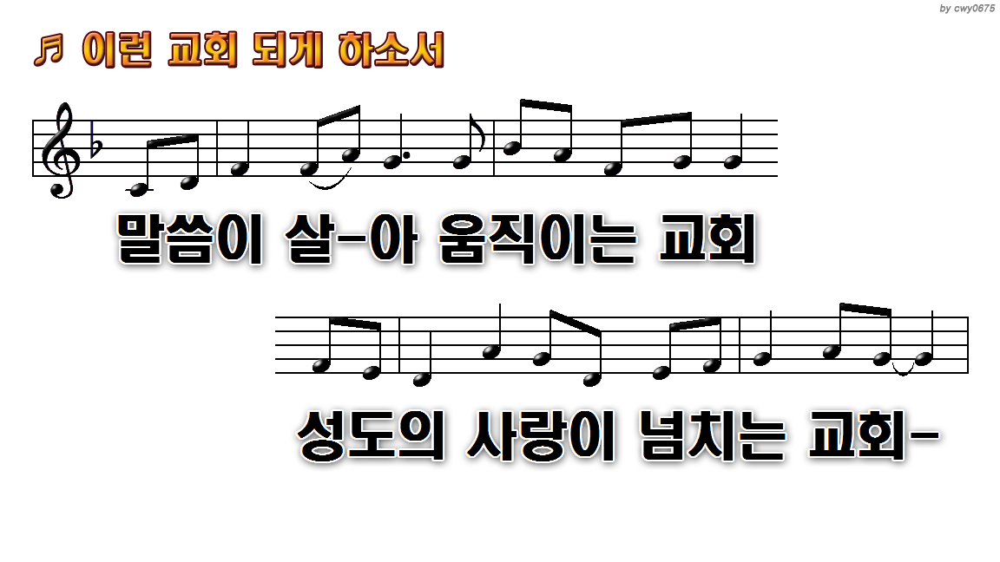 by cwy0675
♬ 이런 교회 되게 하소서
말씀이 살-아 움직이는 교회
성도의 사랑이 넘치는 교회-